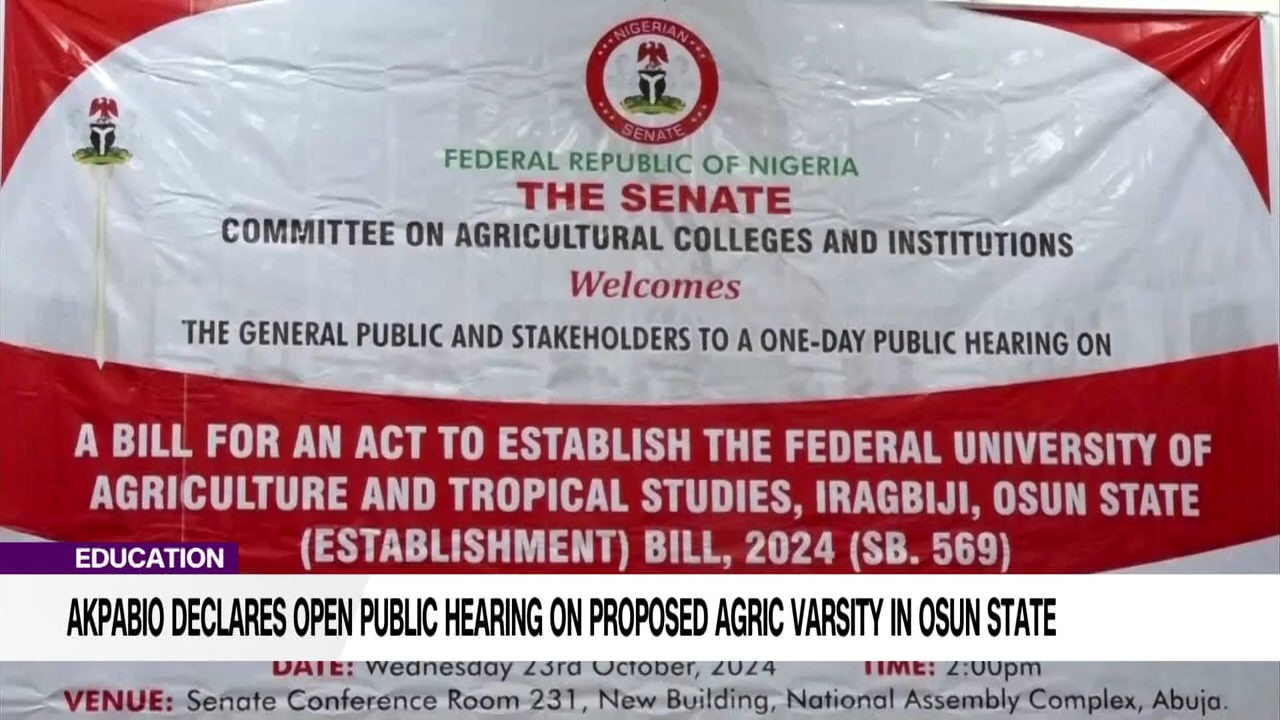 NIGERIAN
SENATE
FEDERAL REPUBLIC OF NIGERIA
THE SENATE
COMMITTEE ON AGRICULTURAL COLLEGES AND INSTITUTIONS
Welcomes
THE GENERAL PUBLIC AND STAKEHOLDERS TO A ONE-DAY PUBLIC HEARING ON
A BILL FOR AN ACT TO ESTABLISH THE FEDERAL UNIVERSITY OF
AGRICULTURE AND TROPICAL STUDIES, IRAGBIJI, OSUN STATE
(ESTABLISHMENT) BILL, 2024 (SB. 569)
EDUCATION
AKPABIO DECLARES OPEN PUBLIC HEARING ON PROPOSED AGRIC VARSITY IN OSUN STATE
DATE: Wednesday 23rd October, 2024 TIME: 2:00pm
VENUE: Senate Conference Room 231, New Building, National Assembly Complex, Abuja.